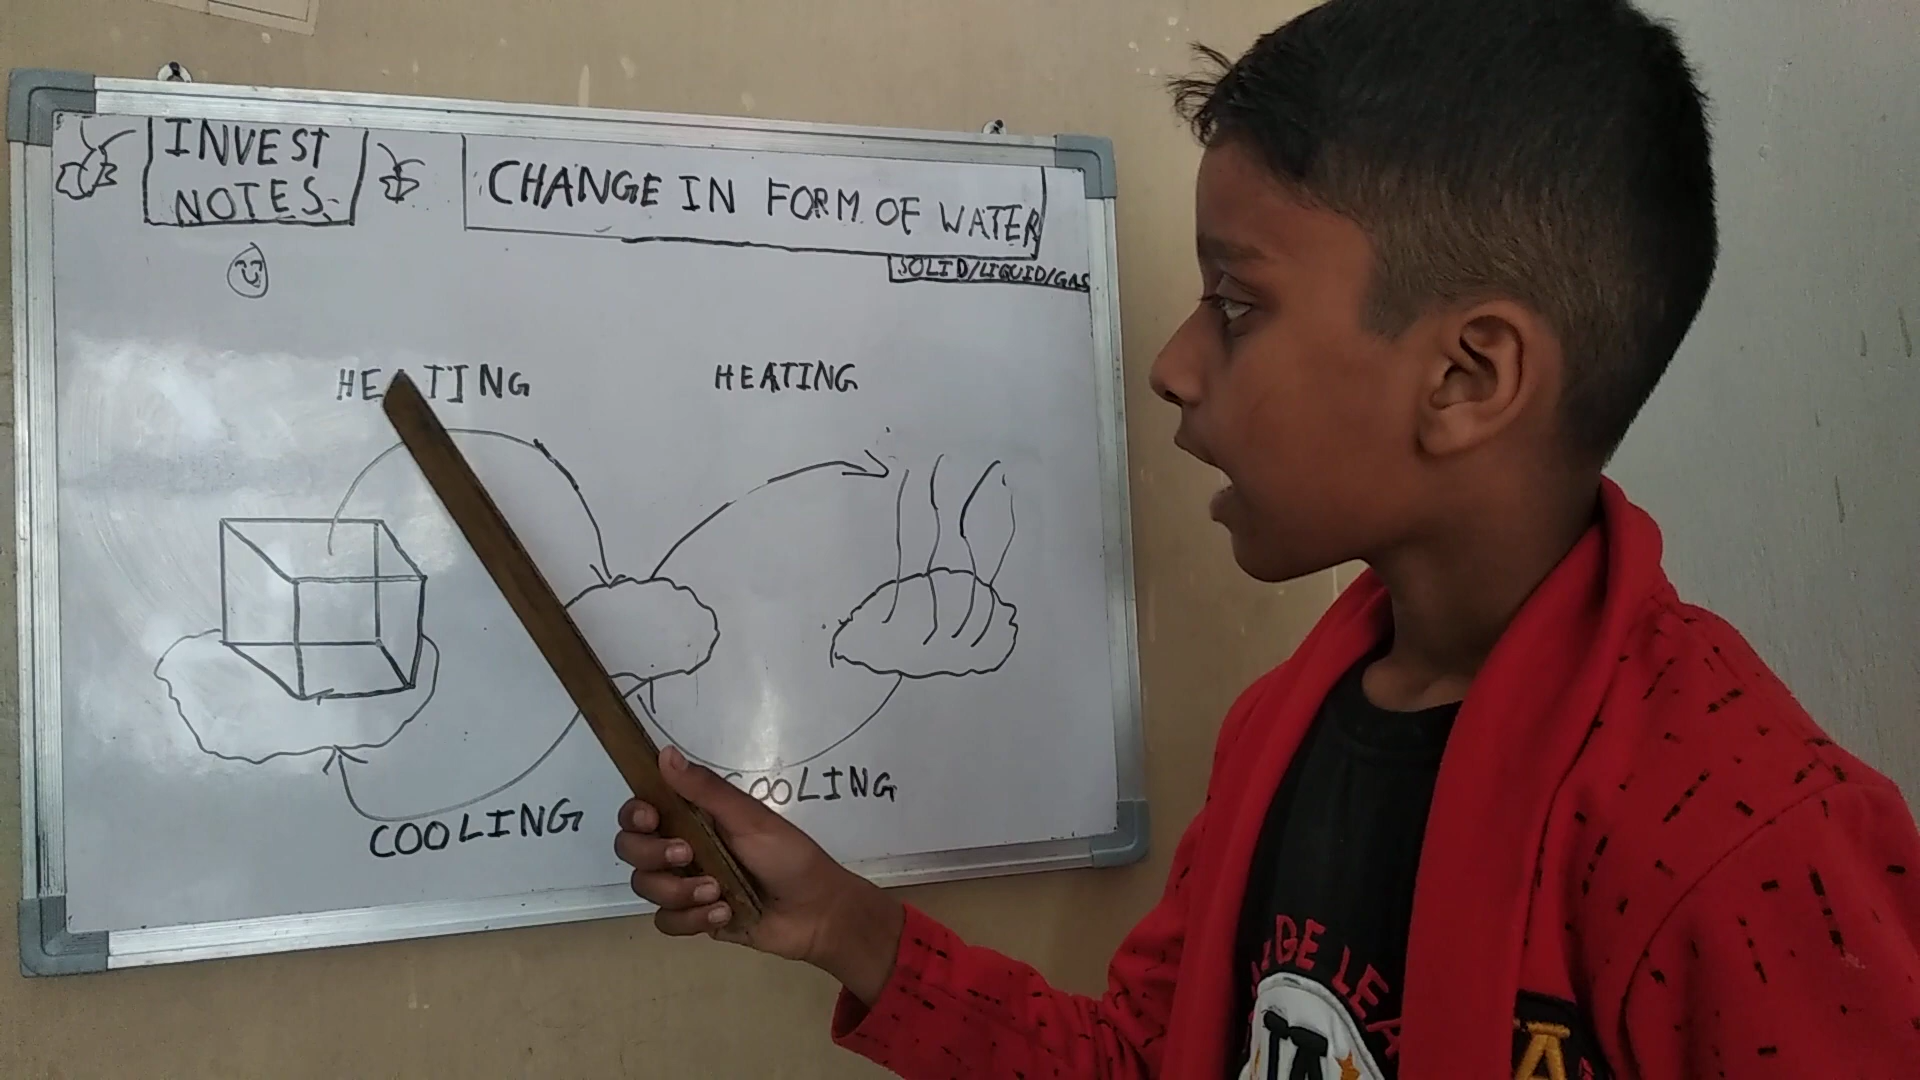 INVEST
NOTES
CHANGE IN FORM OF WATER
SOLID/LIQUID/GAS
HEATING
HEATING
COOLING
COOLING